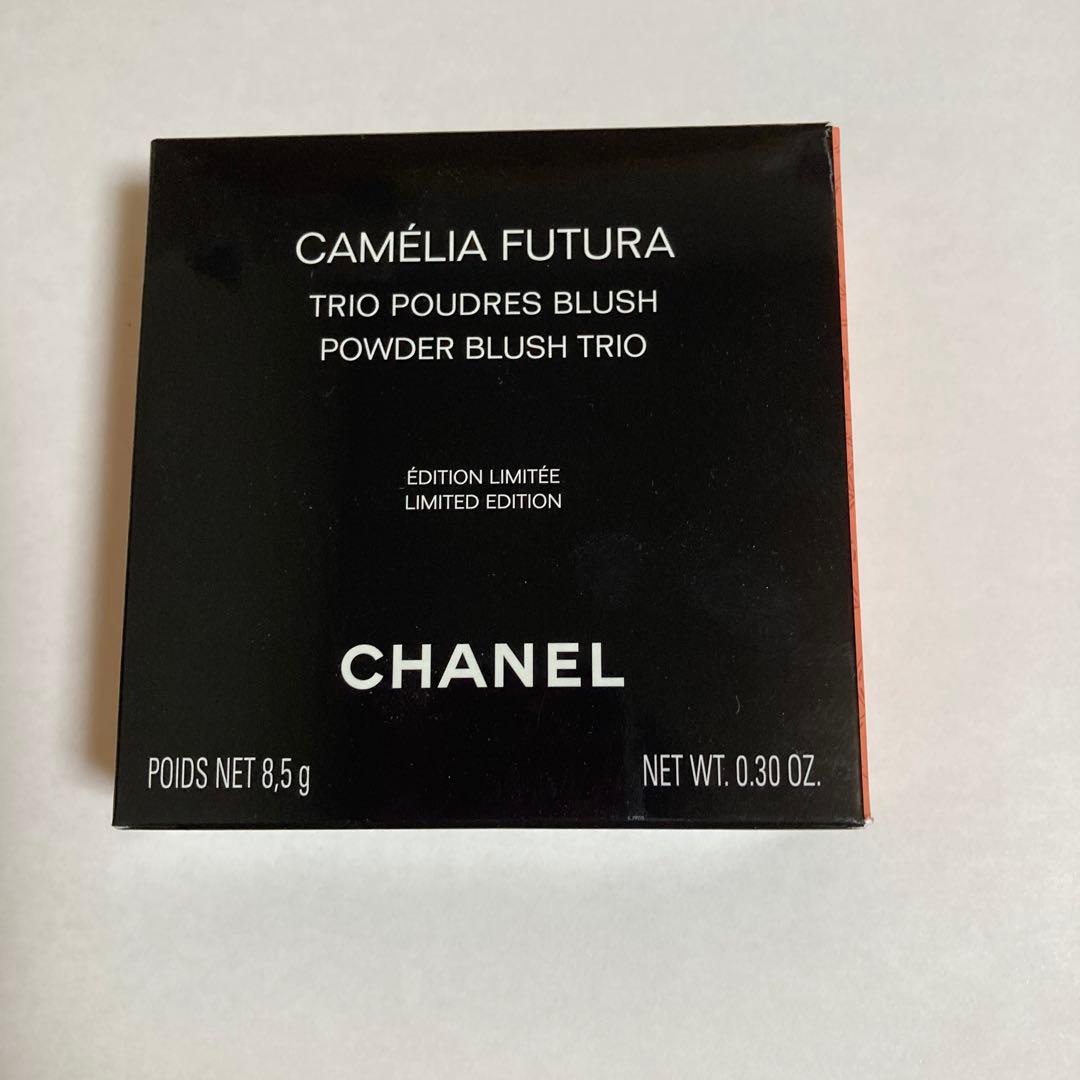 CAMÉLIA FUTURA
TRIO POUDRES BLUSH
POWDER BLUSH TRIO
ÉDITION LIMITÉE
LIMITED EDITION
CHANEL
POIDS NET 8,5 g
NET WT. 0.30 OZ.